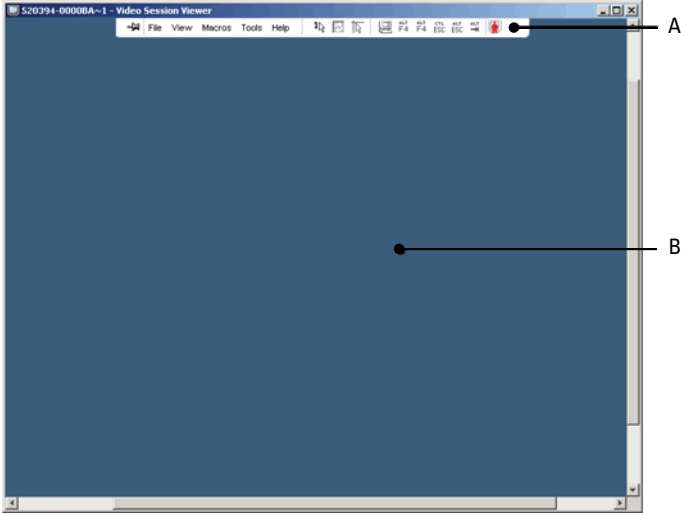 520394-0000BA~1 - Video Session Viewer
File View Macros Tools Help
ALT F4 ALT F4 CTL ESC ALT ESC ALT
A
B